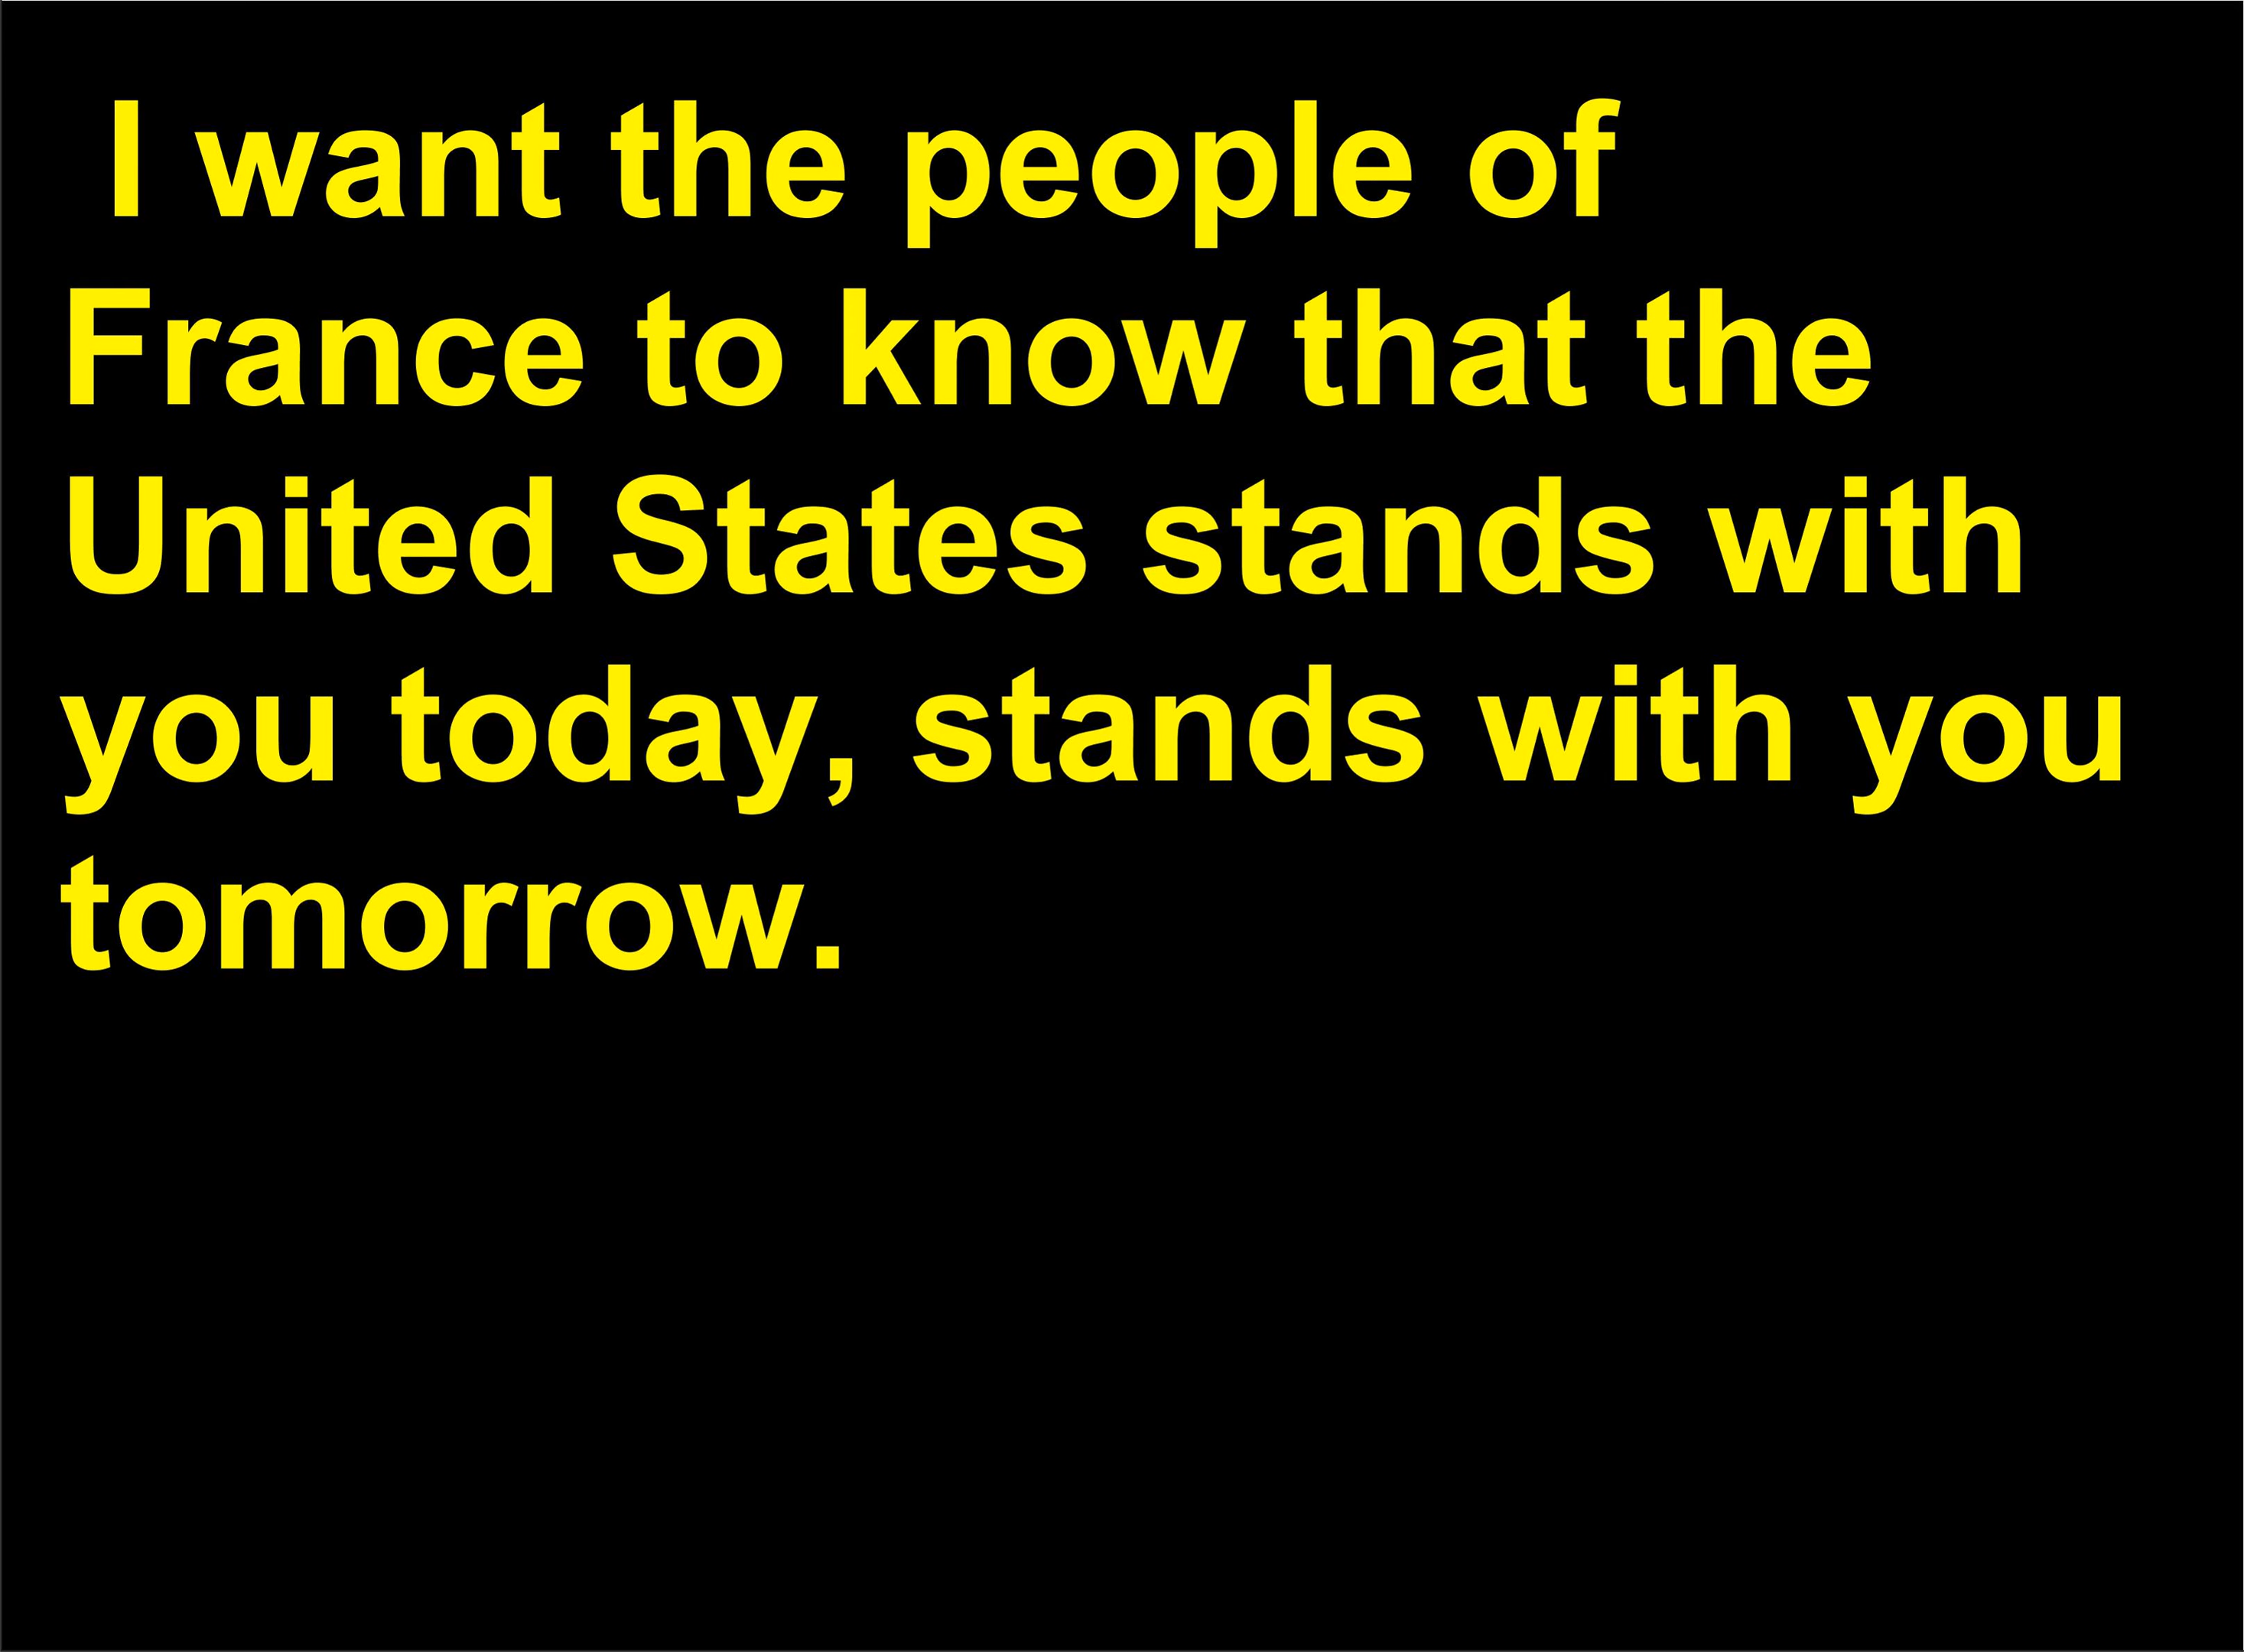 I want the people of
France to know that the
United States stands with
you today, stands with you
tomorrow.